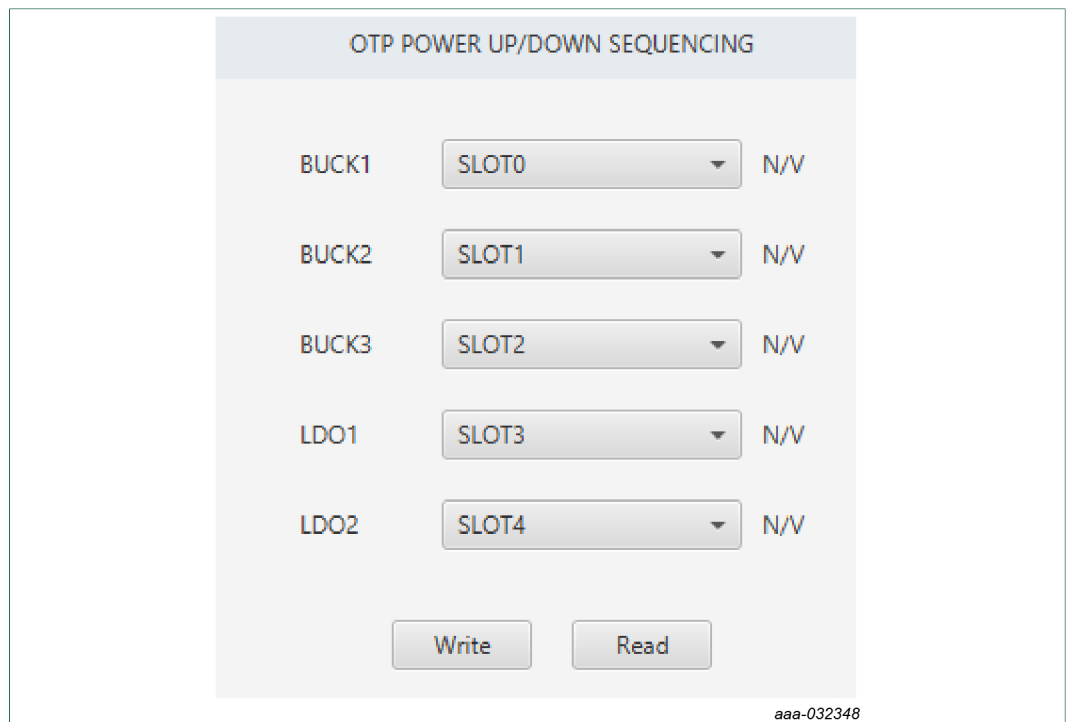 OTP POWER UP/DOWN SEQUENCING
BUCK1 SLOT0 N/V
BUCK2 SLOT1 N/V
BUCK3 SLOT2 N/V
LDO1 SLOT3 N/V
LDO2 SLOT4 N/V
Write Read
aaa-032348